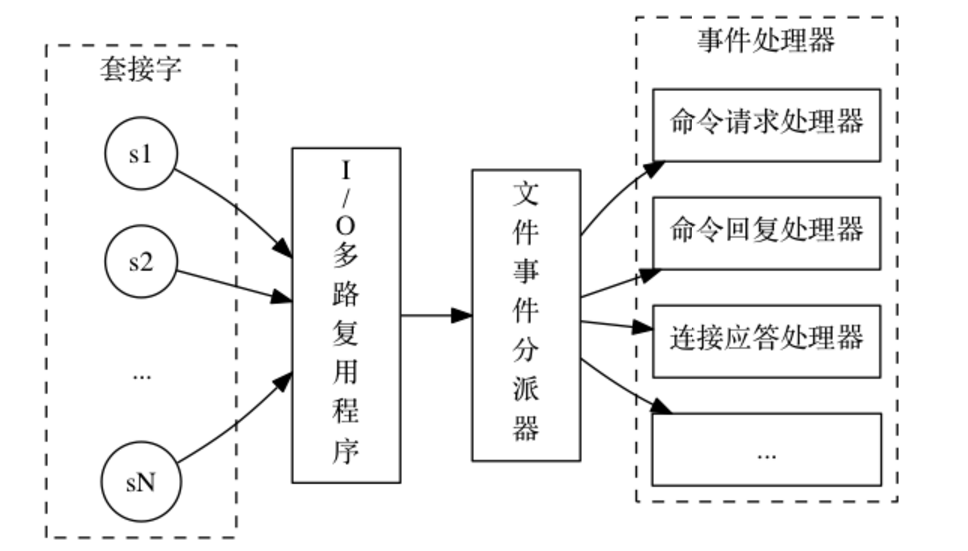 套接字
s1
s2
...
sN
I/O多路复用程序
文件事件分派器
事件处理器
命令请求处理器
命令回复处理器
连接应答处理器
...